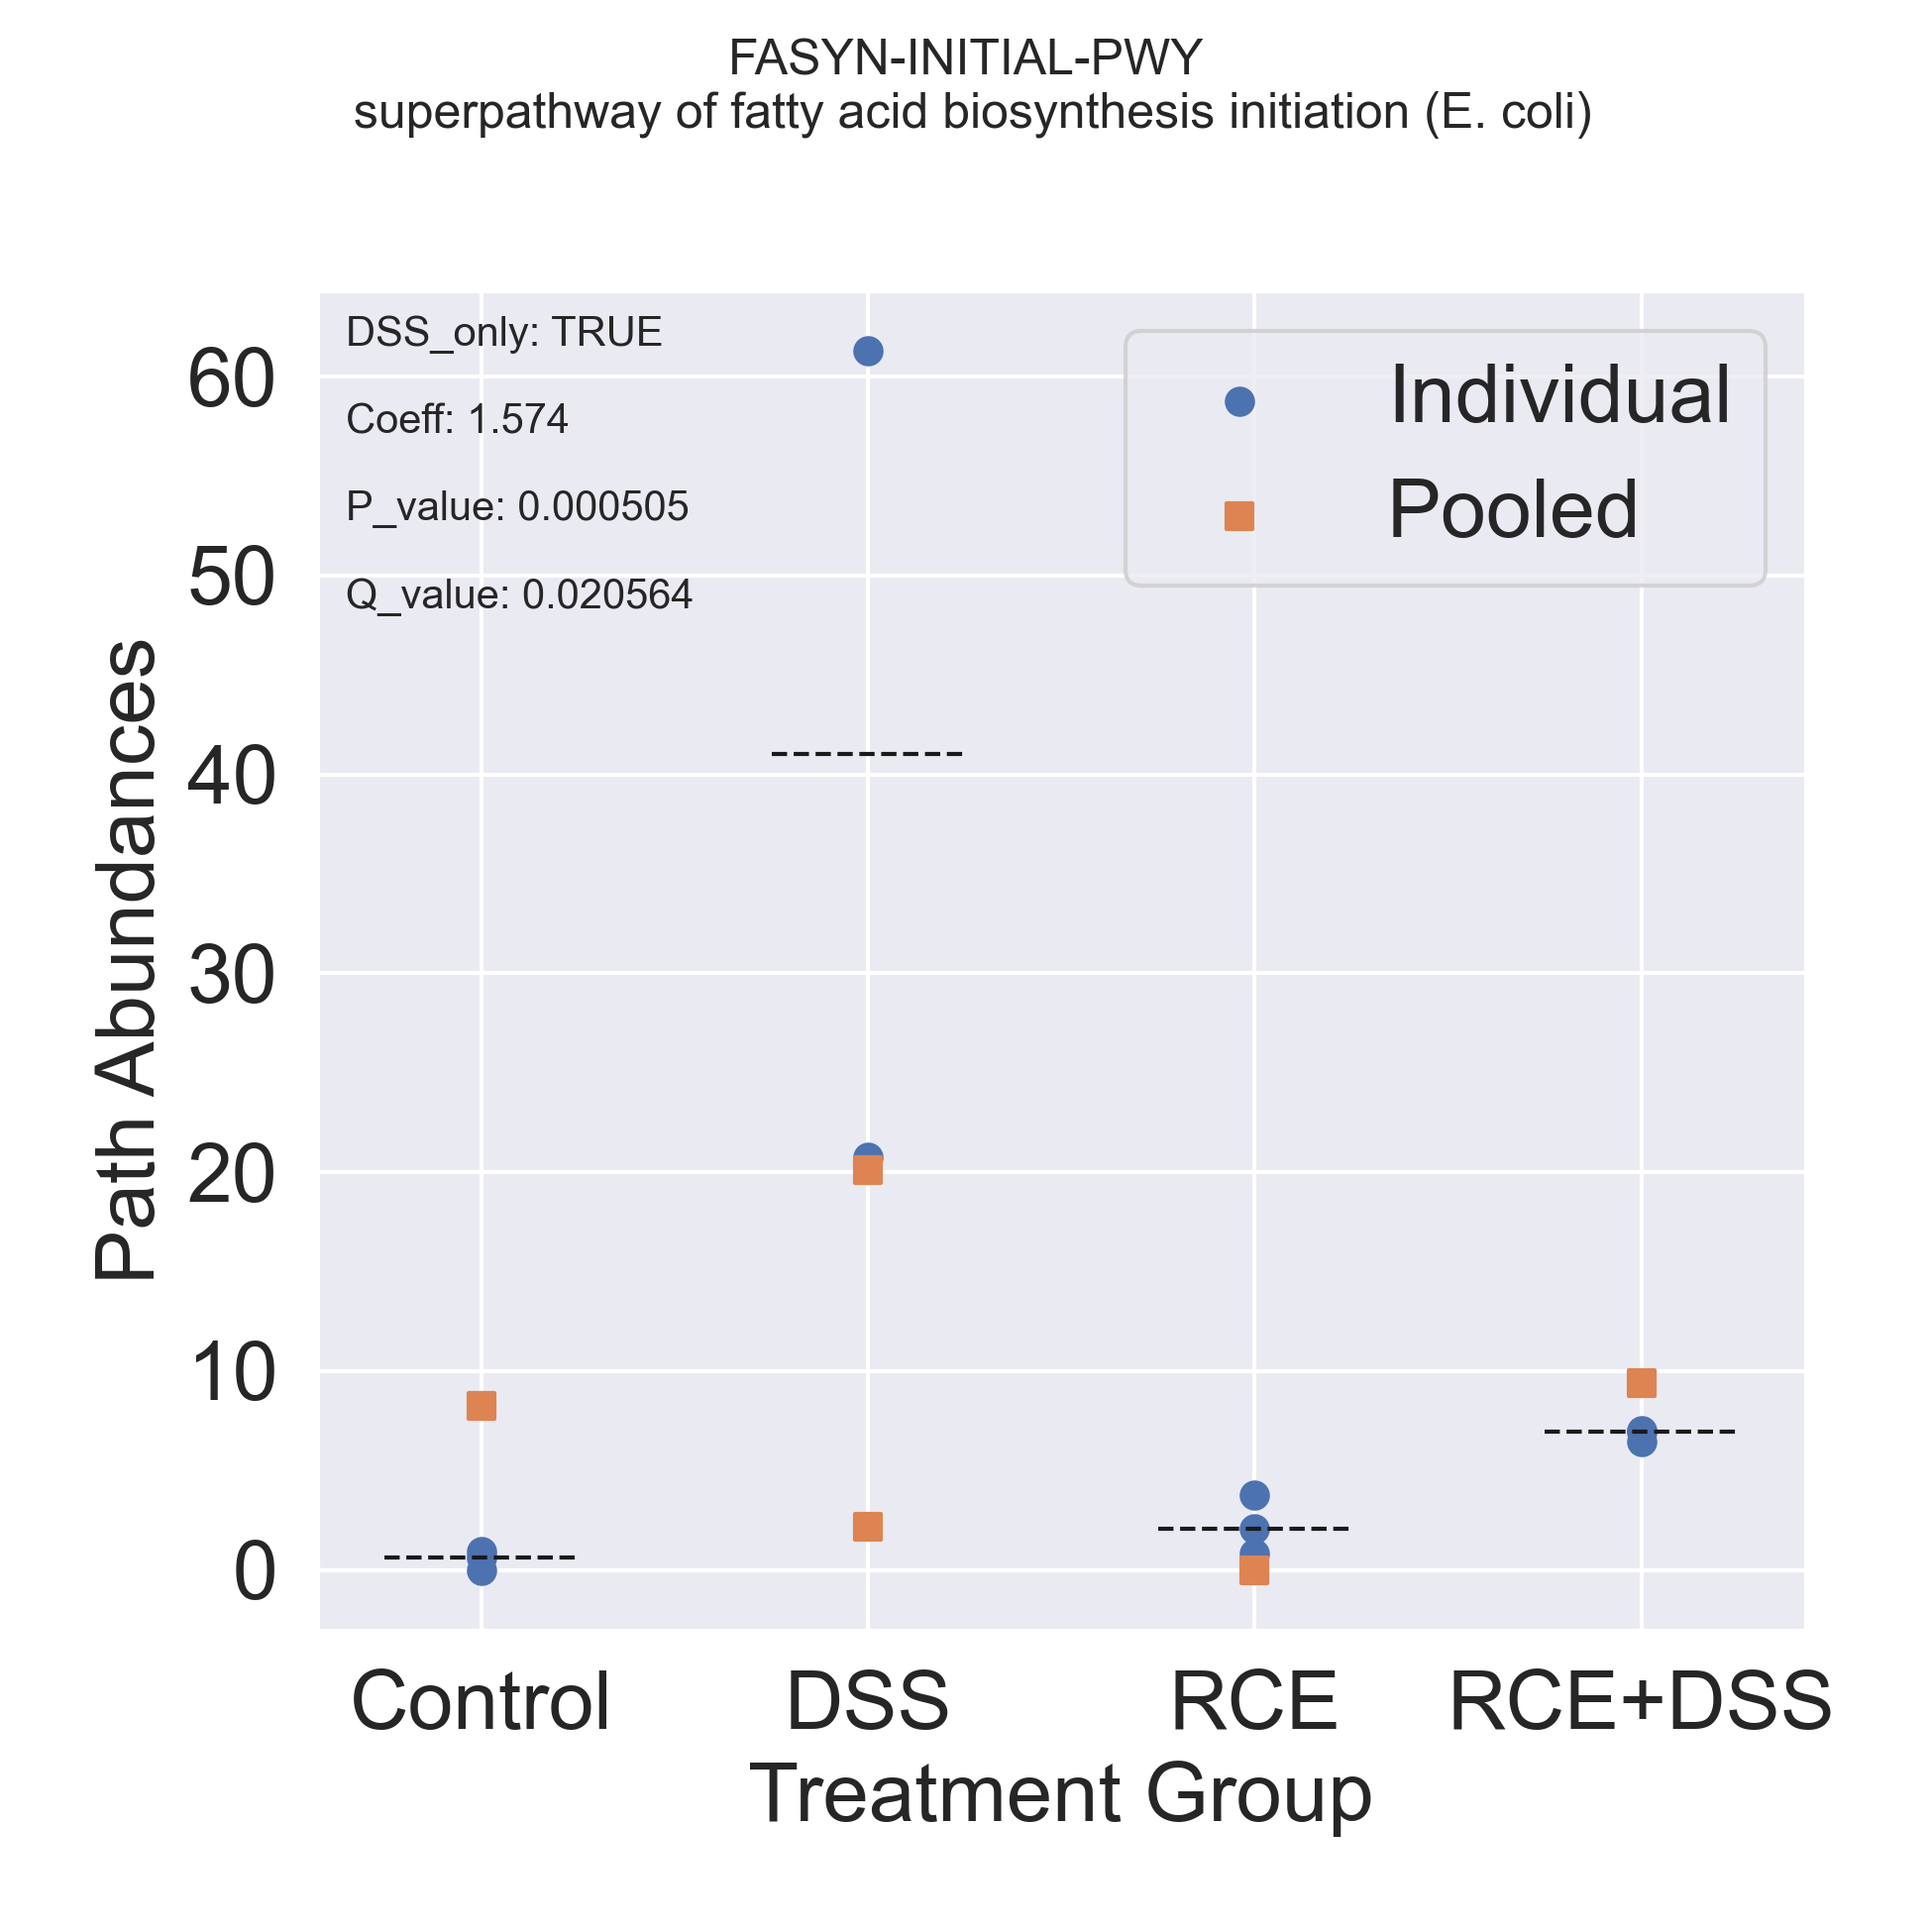 FASYN-INITIAL-PWY
superpathway of fatty acid biosynthesis initiation (E. coli)
DSS_only: TRUE
Coeff: 1.574
P_value: 0.000505
Q_value: 0.020564
Individual
Pooled
Path Abundances
60
50
40
30
20
10
0
Control
DSS
RCE
RCE+DSS
Treatment Group